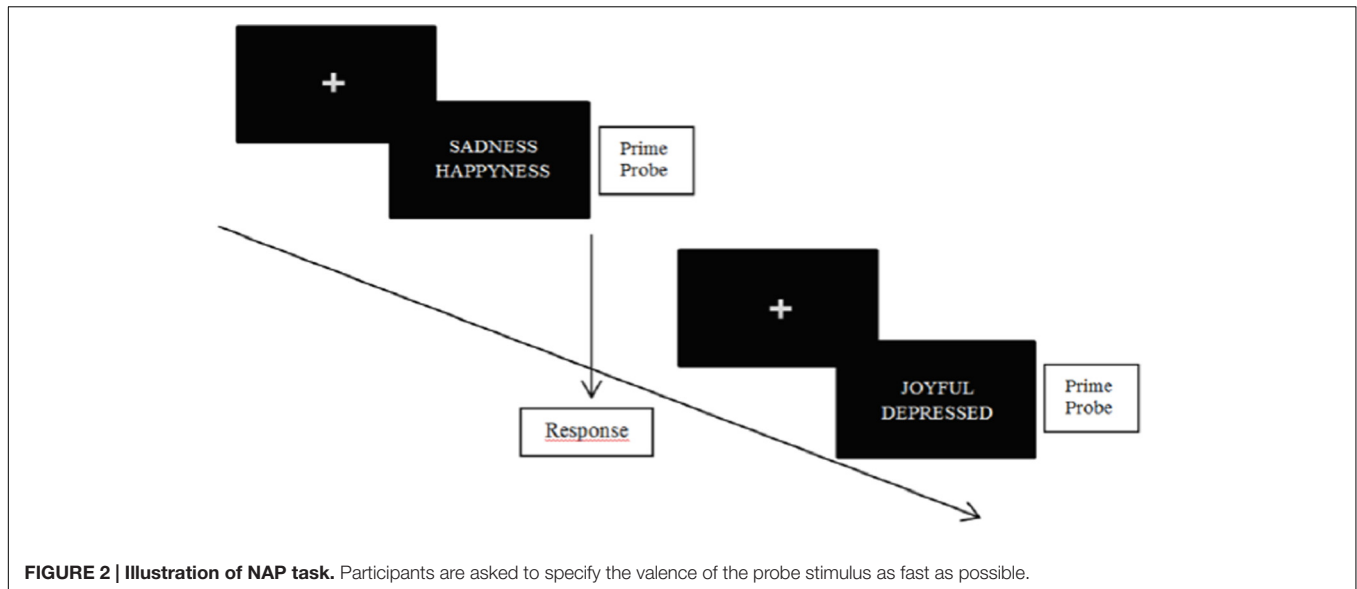 +
SADNESS
HAPPYNESS
Prime
Probe
+
JOYFUL
DEPRESSED
Prime
Probe
Response
FIGURE 2 | Illustration of NAP task. Participants are asked to specify the valence of the probe stimulus as fast as possible.